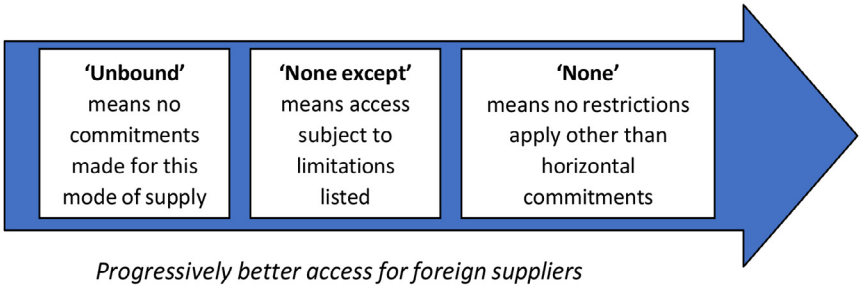 ‘Unbound’
means no
commitments
made for this
mode of supply
‘None except’
means access
subject to
limitations
listed
‘None’
means no restrictions
apply other than
horizontal
commitments
Progressively better access for foreign suppliers